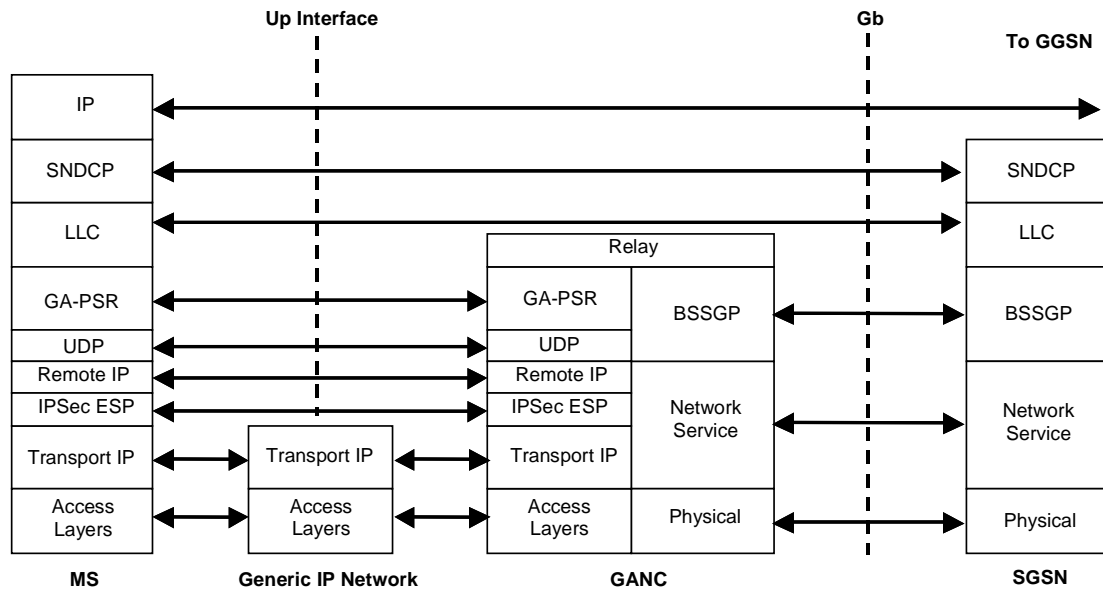 Up Interface
Gb
To GGSN
IP
SNDCP
SNDCP
LLC
LLC
Relay
GA-PSR
GA-PSR
BSSGP
BSSGP
UDP
UDP
Remote IP
Remote IP
IPSec ESP
IPSec ESP
Network
Service
Network
Service
Transport IP
Transport IP
Transport IP
Access
Layers
Access
Layers
Access
Layers
Physical
Physical
MS
Generic IP Network
GANC
SGSN